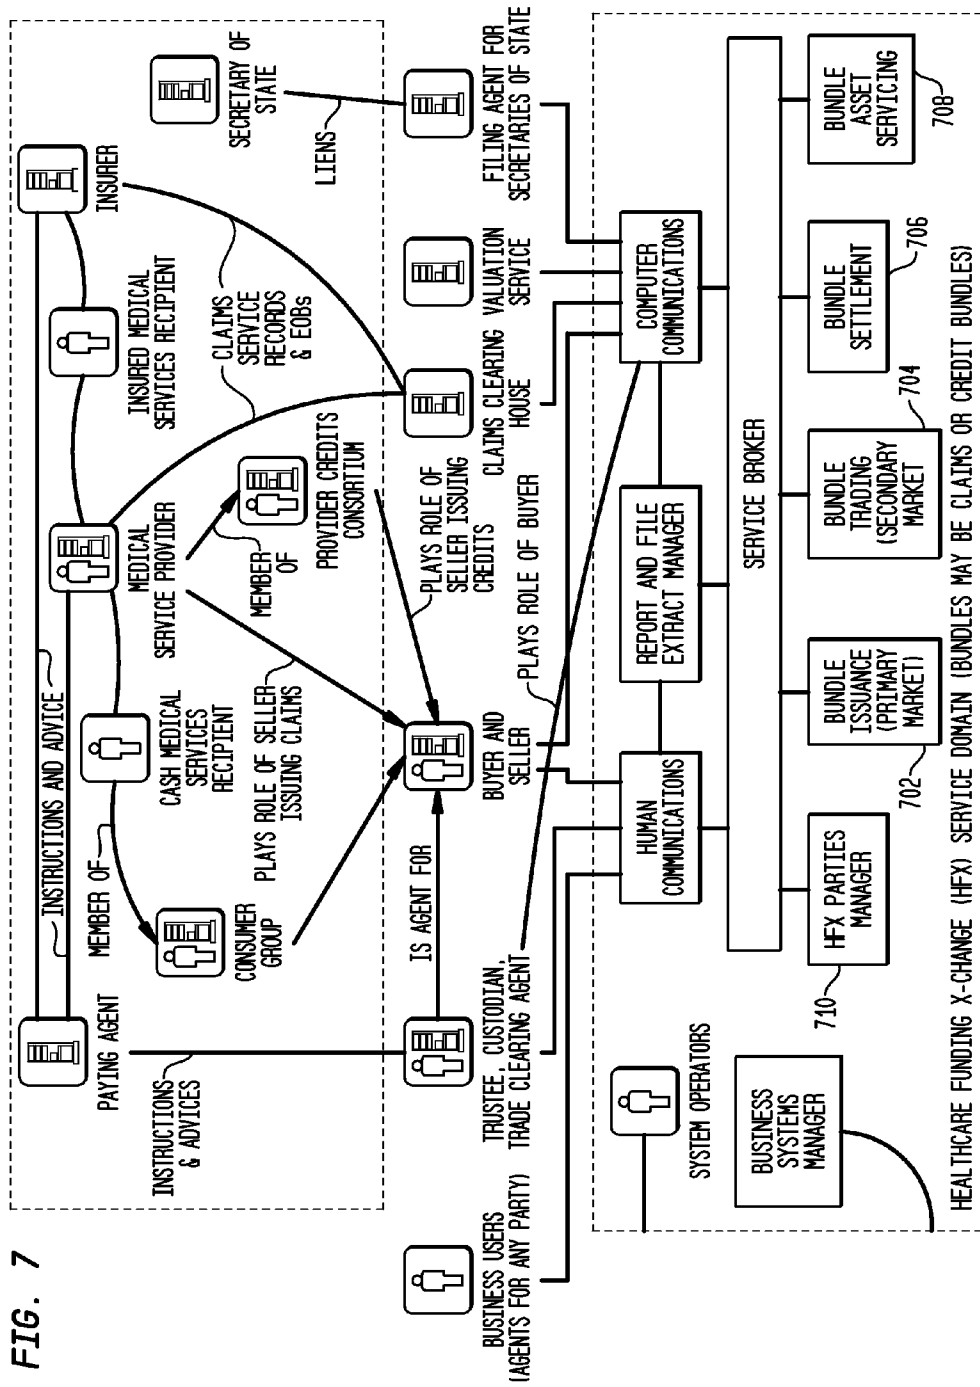 FIG. 7
PAYING AGENT
INSTRUCTIONS AND ADVICE
INSURER
MEMBER OF
CASH MEDICAL
SERVICES
RECIPIENT
MEDICAL
SERVICE PROVIDER
INSURED MEDICAL
SERVICES RECIPIENT
SECRETARY OF
STATE
INSTRUCTIONS
& ADVICES
CONSUMER
GROUP
PLAYS ROLE OF SELLER
ISSUING CLAIMS
MEMBER
OF
PROVIDER CREDITS
CONSORTIUM
CLAIMS
SERVICE
RECORDS
& EOBs
LIENS
IS AGENT FOR
PLAYS ROLE OF
SELLER ISSUING
CREDITS
BUSINESS USERS
(AGENTS FOR ANY PARTY)
TRUSTEE, CUSTODIAN,
TRADE CLEARING AGENT
BUYER AND
SELLER
PLAYS ROLE OF BUYER
CLAIMS CLEARING
HOUSE
VALUATION
SERVICE
FILING AGENT FOR
SECRETARIES OF STATE
SYSTEM OPERATORS
HUMAN
COMMUNICATIONS
REPORT AND FILE
EXTRACT MANAGER
COMPUTER
COMMUNICATIONS
BUSINESS
SYSTEMS
MANAGER
SERVICE BROKER
HFX PARTIES
MANAGER
710
BUNDLE
ISSUANCE
(PRIMARY
MARKET)
702
BUNDLE
TRADING
(SECONDARY
MARKET
704
BUNDLE
SETTLEMENT
706
BUNDLE
ASSET
SERVICING
708
HEALTHCARE FUNDING X-CHANGE (HFX) SERVICE DOMAIN (BUNDLES MAY BE CLAIMS OR CREDIT BUNDLES)